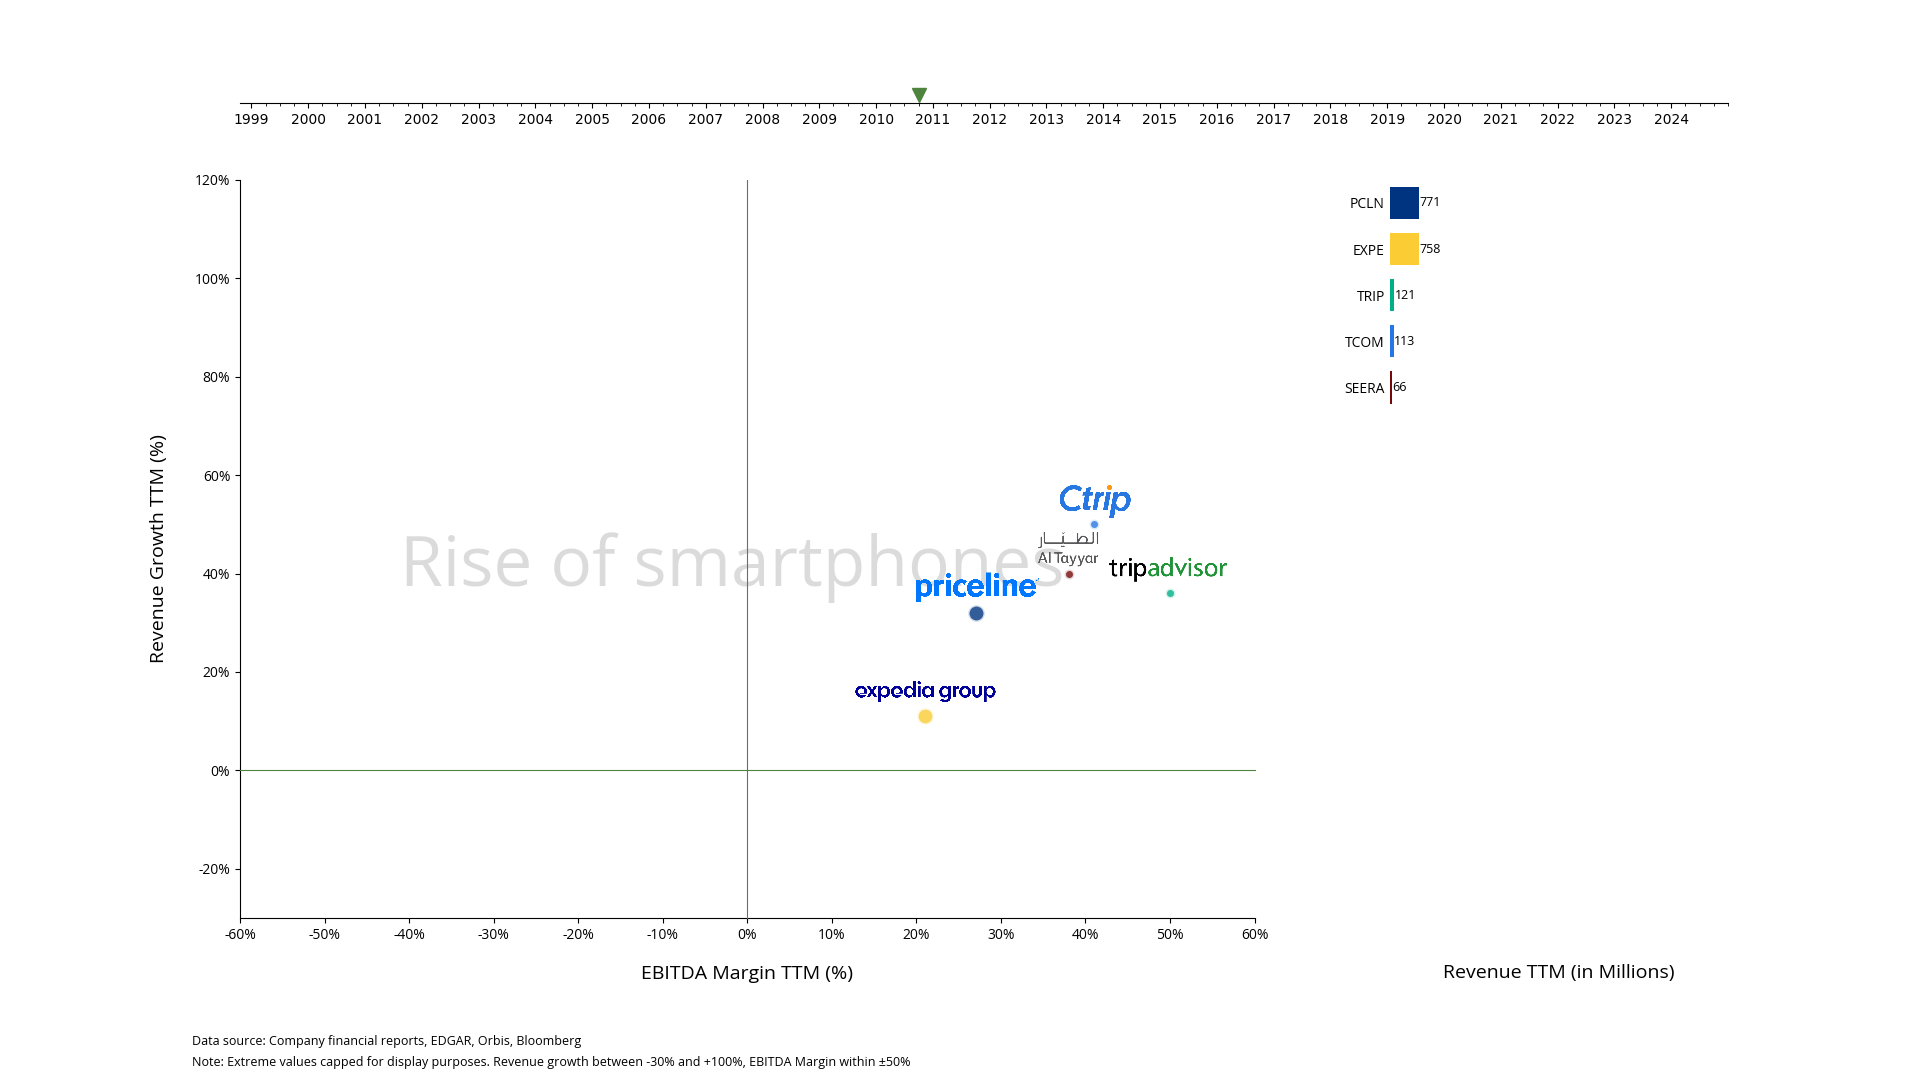 1999 2000 2001 2002 2003 2004 2005 2006 2007 2008 2009 2010 2011 2012 2013 2014 2015 2016 2017 2018 2019 2020 2021 2022 2023 2024
120%
100%
80%
60%
40%
20%
0%
-20%
Revenue Growth TTM (%)
Rise of smartphones
Ctrip
الطيّار
Al Tayyar
tripadvisor
priceline
expedia group
-60% -50% -40% -30% -20% -10% 0% 10% 20% 30% 40% 50% 60%
EBITDA Margin TTM (%)
PCLN 771
EXPE 758
TRIP 121
TCOM 113
SEERA 66
Revenue TTM (in Millions)
Data source: Company financial reports, EDGAR, Orbis, Bloomberg
Note: Extreme values capped for display purposes. Revenue growth between -30% and +100%, EBITDA Margin within ±50%